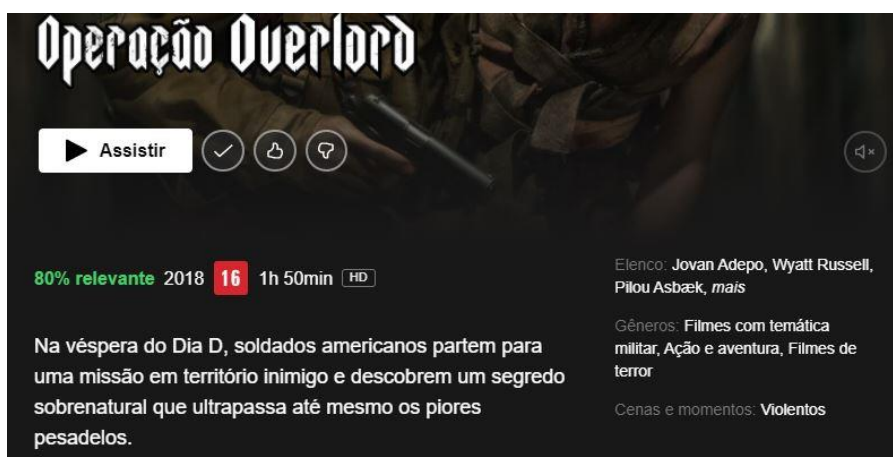 Operação Overlord
Assistir
80% relevante 2018 16 1h 50min HD
Na véspera do Dia D, soldados americanos partem para
uma missão em território inimigo e descobrem um segredo
sobrenatural que ultrapassa até mesmo os piores
pesadelos.
Elenco: Jovan Adepo, Wyatt Russell,
Pilou Asbæk, mais
Gêneros: Filmes com temática
militar, Ação e aventura, Filmes de
terror
Cenas e momentos: Violentos